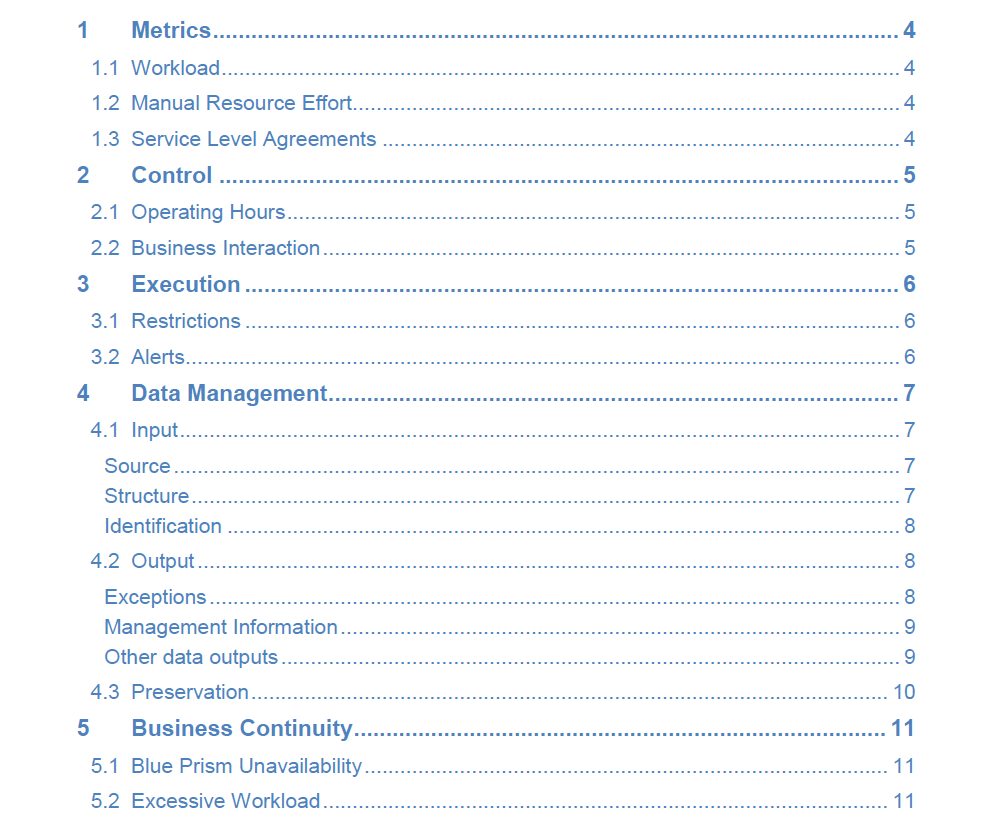 1 Metrics 4
1.1 Workload 4
1.2 Manual Resource Effort 4
1.3 Service Level Agreements 4
2 Control 5
2.1 Operating Hours 5
2.2 Business Interaction 5
3 Execution 6
3.1 Restrictions 6
3.2 Alerts 6
4 Data Management 7
4.1 Input 7
Source 7
Structure 7
Identification 8
4.2 Output 8
Exceptions 8
Management Information 9
Other data outputs 9
4.3 Preservation 10
5 Business Continuity 11
5.1 Blue Prism Unavailability 11
5.2 Excessive Workload 11